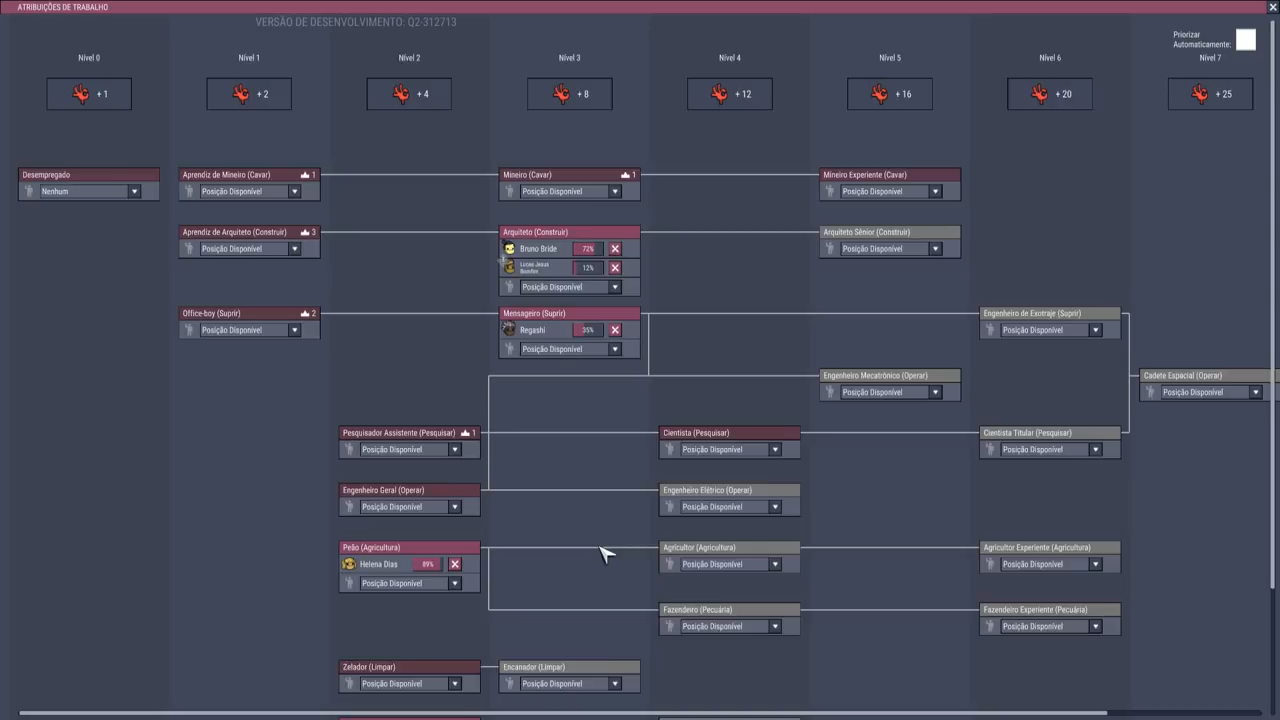 ATRIBUIÇÕES DE TRABALHO
VERSÃO DE DESENVOLVIMENTO: Q2-312713
Priorizar
Automaticamente:
Nível 0
Nível 1
Nível 2
Nível 3
Nível 4
Nível 5
Nível 6
Nível 7
+ 1
+ 2
+ 4
+ 8
+ 12
+ 16
+ 20
+ 25
Desempregado
Nenhum
Aprendiz de Mineiro (Cavar) 1
Posição Disponível
Mineiro (Cavar) 1
Posição Disponível
Mineiro Experiente (Cavar)
Posição Disponível
Aprendiz de Arquiteto (Construir) 3
Posição Disponível
Arquiteto (Construir)
Bruno Bride 72%
Lucas Jesus
Bomfim
12%
Posição Disponível
Arquiteto Sênior (Construir)
Posição Disponível
Office-boy (Suprir) 2
Posição Disponível
Mensageiro (Suprir)
Regashi 35%
Posição Disponível
Engenheiro de Exotraje (Suprir)
Posição Disponível
Engenheiro Mecatrônico (Operar)
Posição Disponível
Cadete Espacial (Operar)
Posição Disponível
Pesquisador Assistente (Pesquisar) 1
Posição Disponível
Cientista (Pesquisar)
Posição Disponível
Cientista Titular (Pesquisar)
Posição Disponível
Engenheiro Geral (Operar)
Posição Disponível
Engenheiro Elétrico (Operar)
Posição Disponível
Peão (Agricultura)
Helena Dias 89%
Posição Disponível
Agricultor (Agricultura)
Posição Disponível
Agricultor Experiente (Agricultura)
Posição Disponível
Fazendeiro (Pecuária)
Posição Disponível
Fazendeiro Experiente (Pecuária)
Posição Disponível
Zelador (Limpar)
Posição Disponível
Encanador (Limpar)
Posição Disponível